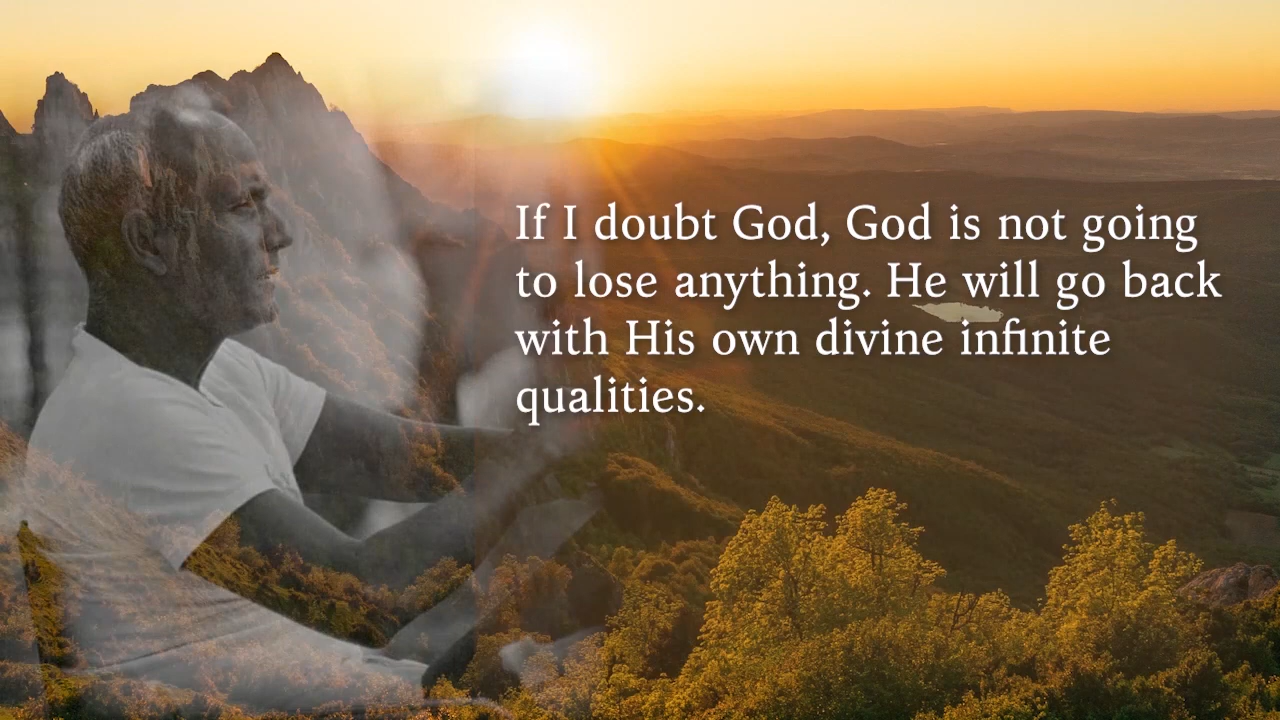 If I doubt God, God is not going
to lose anything. He will go back
with His own divine infinite
qualities.